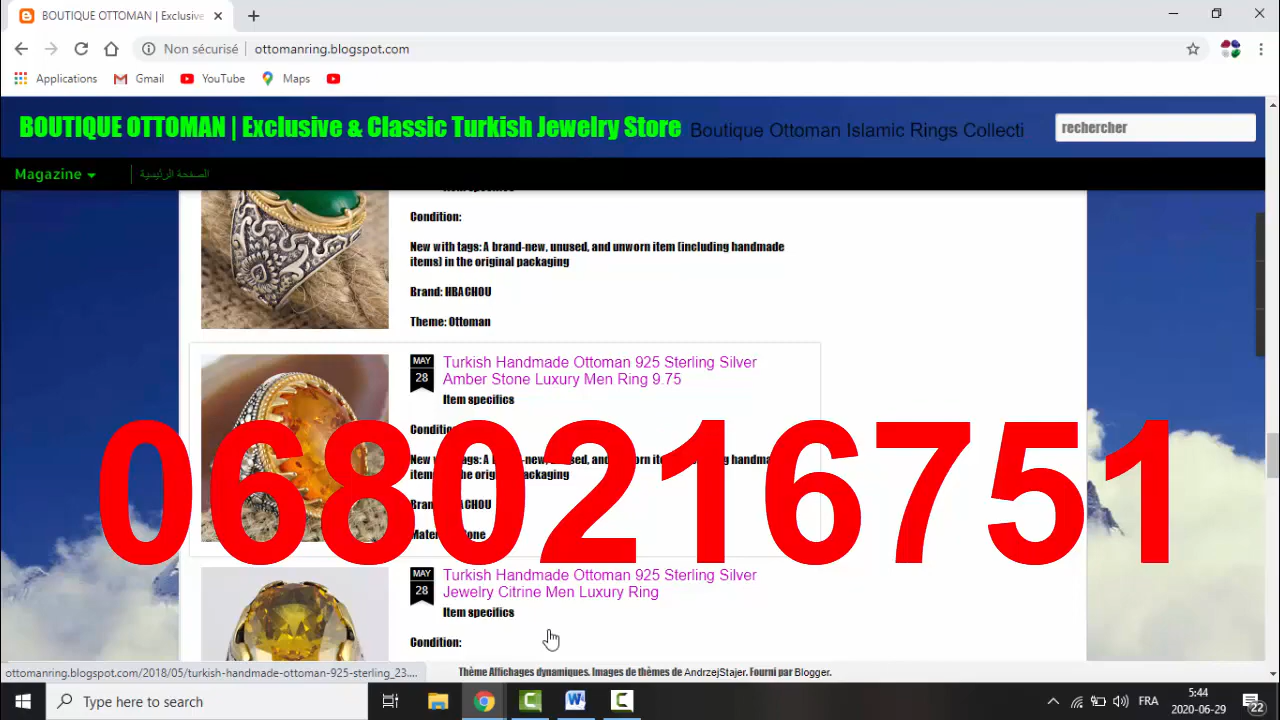 BOUTIQUE OTTOMAN | Exclusive
Non sécurisé ottomanring.blogspot.com
Applications Gmail YouTube Maps
BOUTIQUE OTTOMAN | Exclusive & Classic Turkish Jewelry Store Boutique Ottoman Islamic Rings Collecti rechercher
Magazine الصفحة الرئيسية
Item specifics
Condition:
New with tags: A brand-new, unused, and unworn item (including handmade
items) in the original packaging
Brand: HBACHOU
Theme: Ottoman
MAY 28
Turkish Handmade Ottoman 925 Sterling Silver
Amber Stone Luxury Men Ring 9.75
Item specifics
0680216751
MAY 28
Turkish Handmade Ottoman 925 Sterling Silver
Jewelry Citrine Men Luxury Ring
Item specifics
Condition:
ottomanring.blogspot.com/2018/05/turkish-handmade-ottoman-925-sterling_23....
Thème Affichages dynamiques. Images de thèmes de AndrzejStajer. Fourni par Blogger.
Type here to search
FRA
5:44
2020-06-29
22